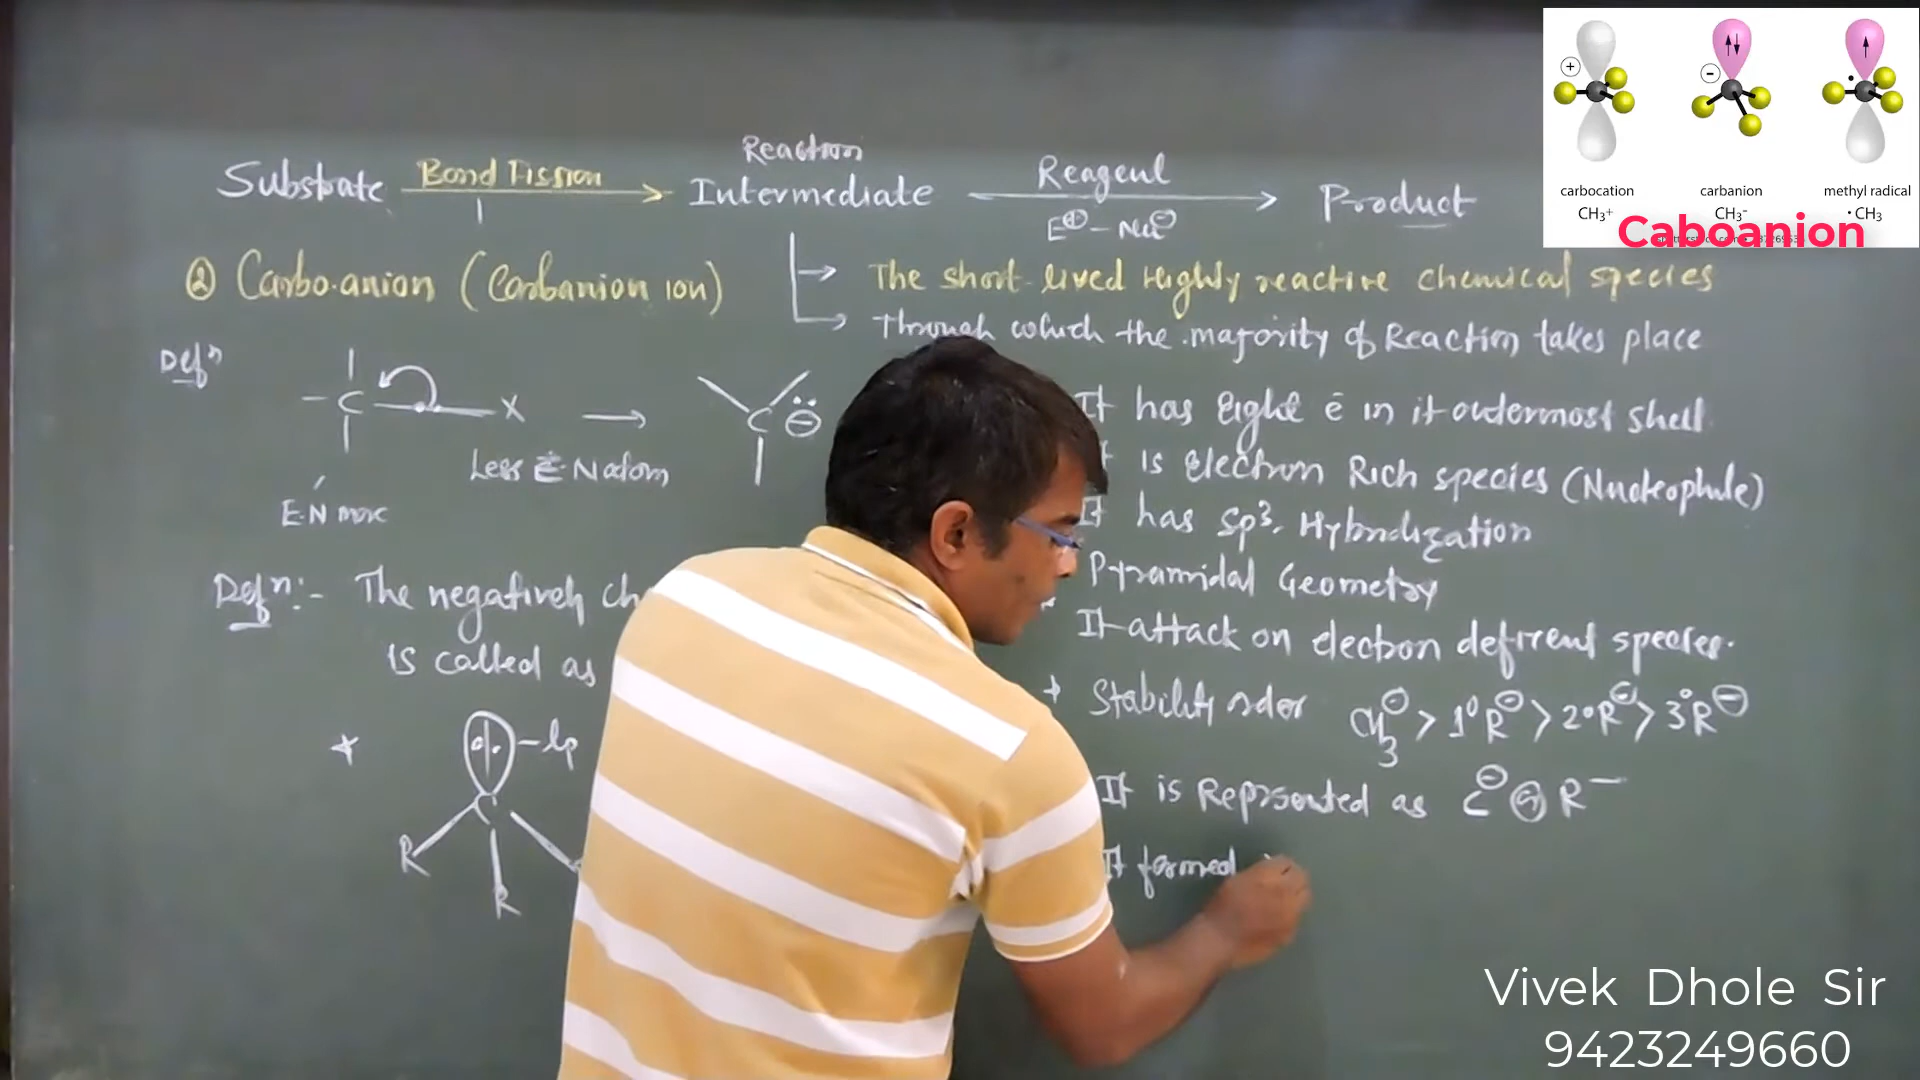 Reaction
Substrate Bond Fission Intermediate Reagent Product
E⊕ - Nu⊖
② Carbo.anion (Carbanion ion)
The short lived Highly reactive chemical species
Through which the majority of Reaction takes place
Defⁿ
C X C ⊖
Less E-N atom
E.N more
It has Eight ē in it outermost shell
is Electron Rich species (Nucleophile)
It has sp³, Hybridization
Pyramidal Geometry
Defⁿ:- The negatively ch
It attack on electron deficient species.
is called as
Stability order CH₃⊖ > 1°R⊖ > 2°R⊖ > 3°R⊖
lp
C
R
R
It is Represented as C⊖ R⁻
It formed
+ - 
carbocation carbanion methyl radical
CH₃⁺ CH₃⁻ •CH₃
Caboanion
Vivek Dhole Sir
9423249660